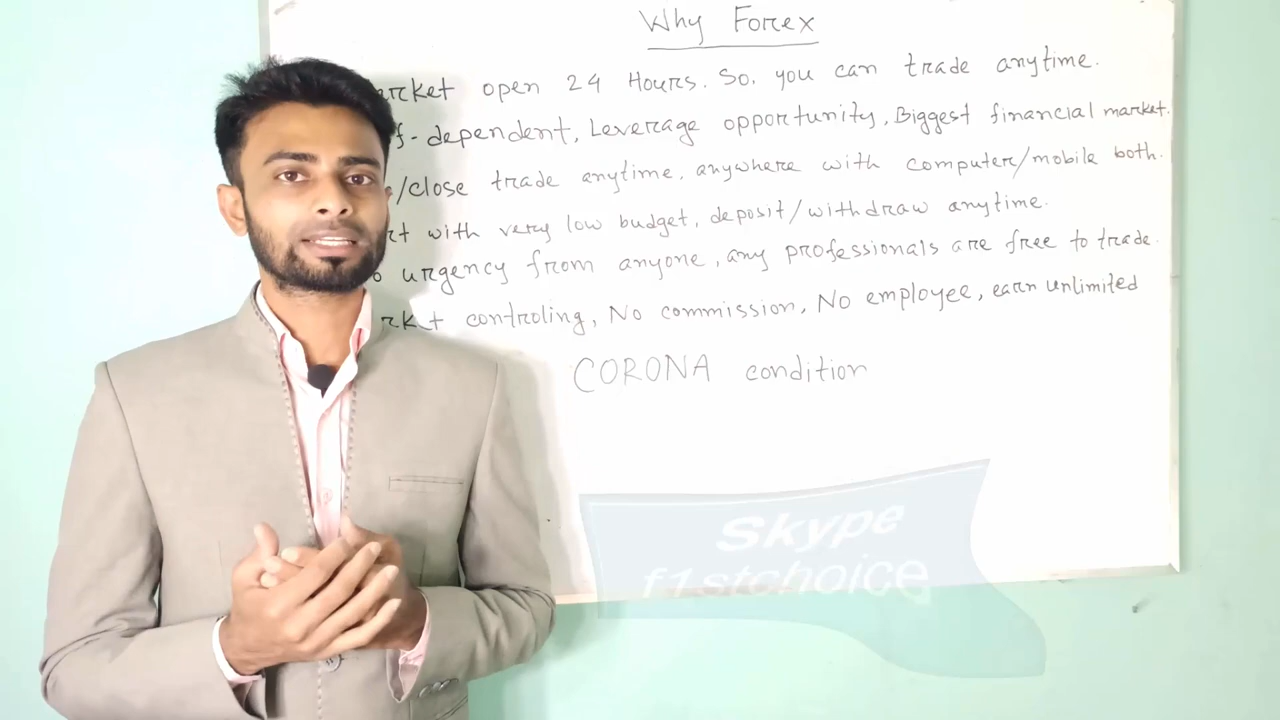 Why Forex
open 24 Hours. So, you can trade anytime.
-dependent, Leverage opportunity, Biggest financial market.
/close trade anytime, anywhere with computer/mobile both.
with very low budget, deposit/withdraw anytime.
urgency from anyone, any professionals are free to trade.
controling, No commission, No employee, earn unlimited
CORONA condition
Skype
f1stchoice